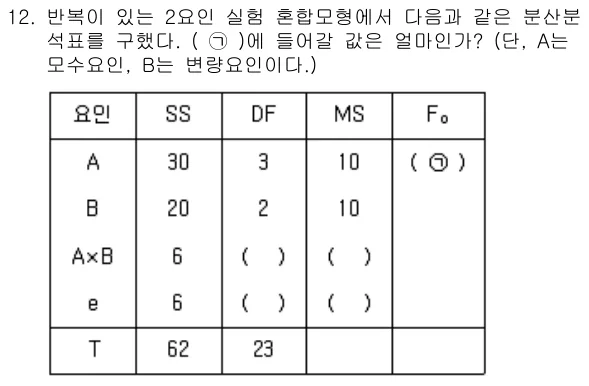 12. 반복이 있는 2요인 실험 혼합모형에서 다음과 같은 분산분
석표를 구했다. ( ㉠ )에 들어갈 값은 얼마인가? (단, A는
모수요인, B는 변량요인이다.)
요인 SS DF MS F₀
A 30 3 10 ( ㉠ )
B 20 2 10
A×B 6 ( ) ( )
e 6 ( ) ( )
T 62 23